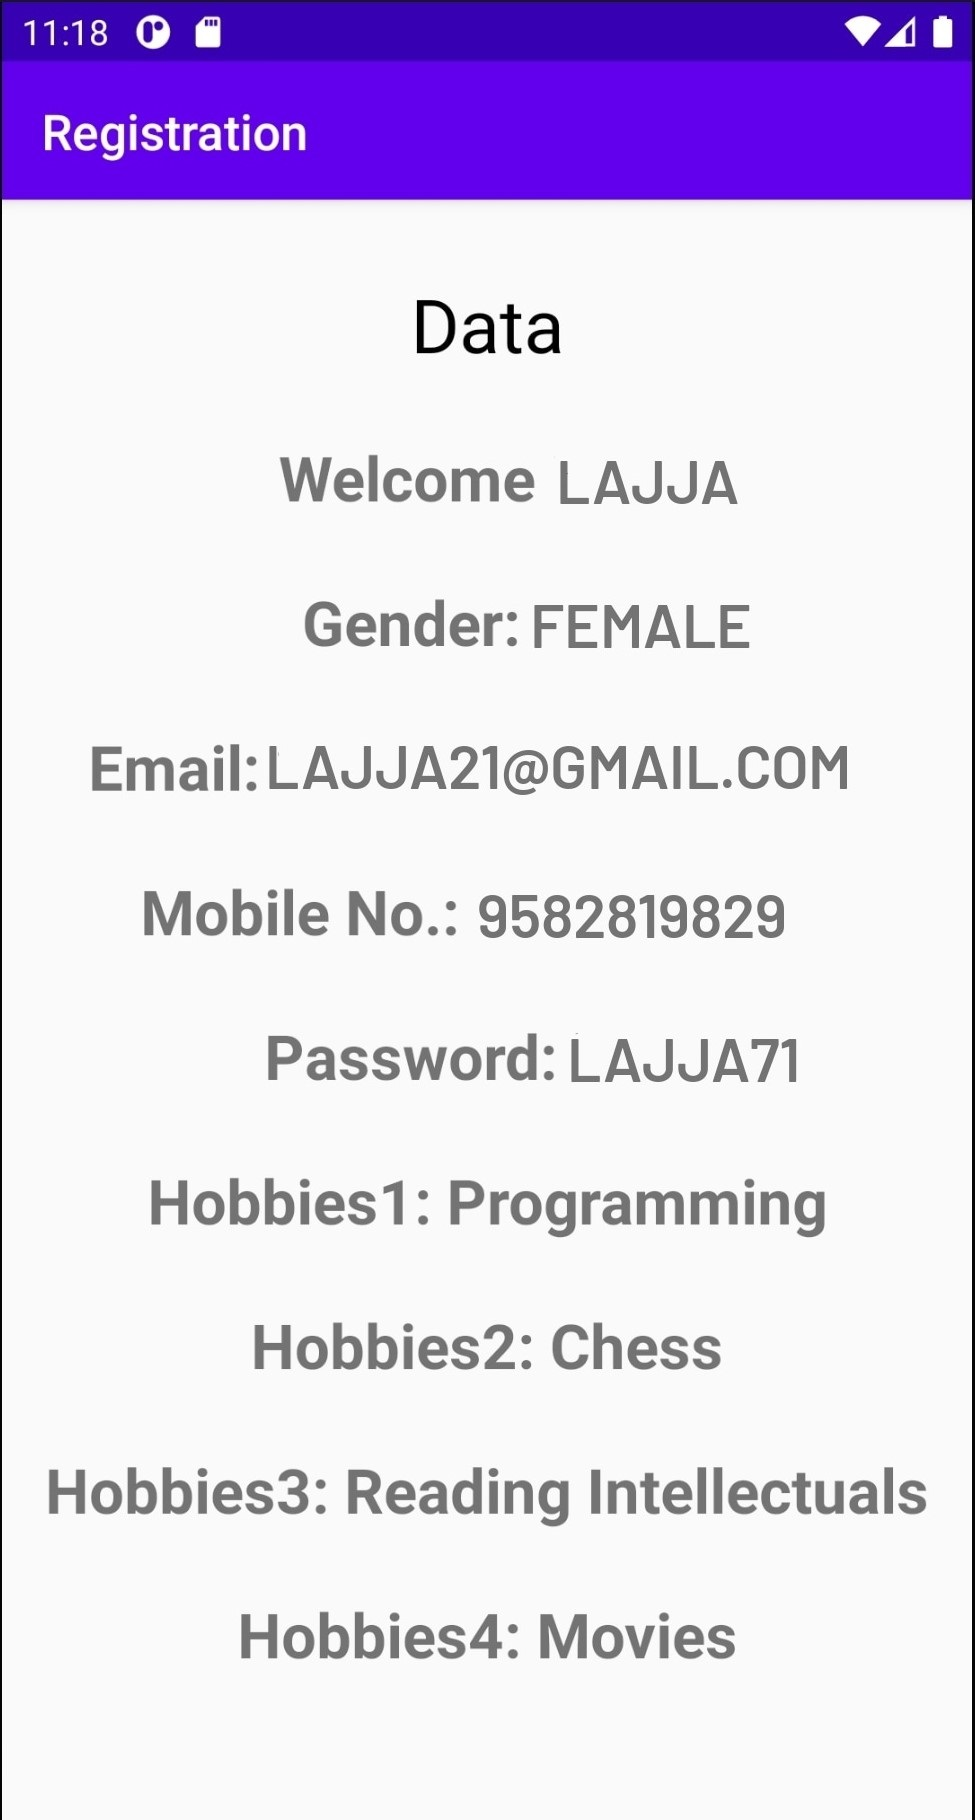 11:18
Registration
Data
Welcome LAJJA
Gender: FEMALE
Email: LAJJA21@GMAIL.COM
Mobile No.: 9582819829
Password: LAJJA71
Hobbies1: Programming
Hobbies2: Chess
Hobbies3: Reading Intellectuals
Hobbies4: Movies